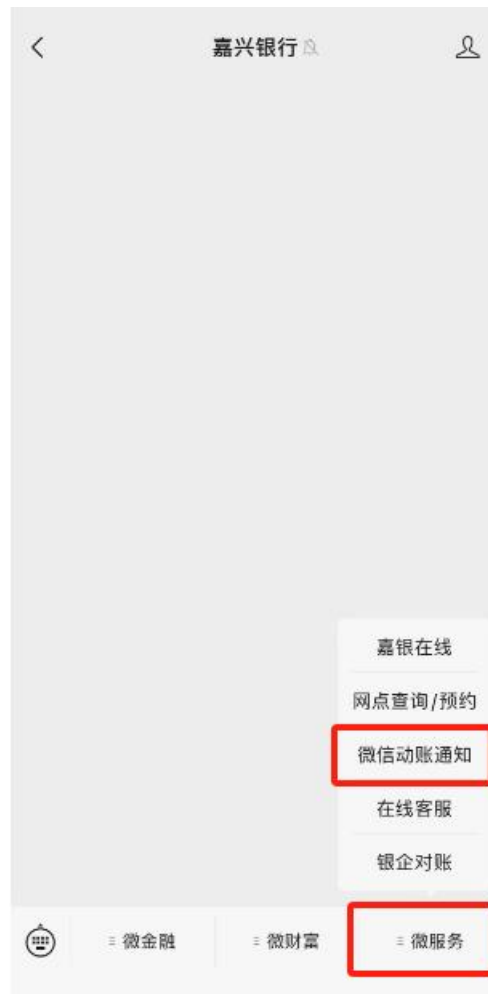 嘉兴银行
嘉银在线
网点查询/预约
微信动账通知
在线客服
银企对账
微金融
微财富
微服务